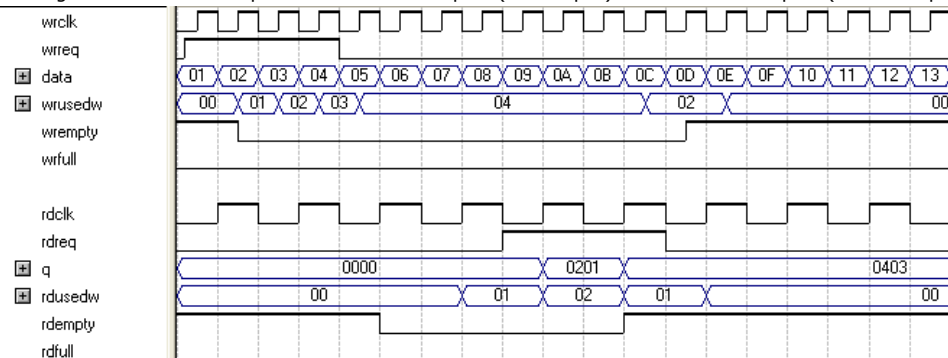 wrclk
wrreq
data 01 02 03 04 05 06 07 08 09 0A 0B 0C 0D 0E 0F 10 11 12 13
wrusedw 00 01 02 03 04 02 00
wrempty
wrfull
rdclk
rdreq
q 0000 0201 0403
rdusedw 00 01 02 01 00
rdempty
rdfull